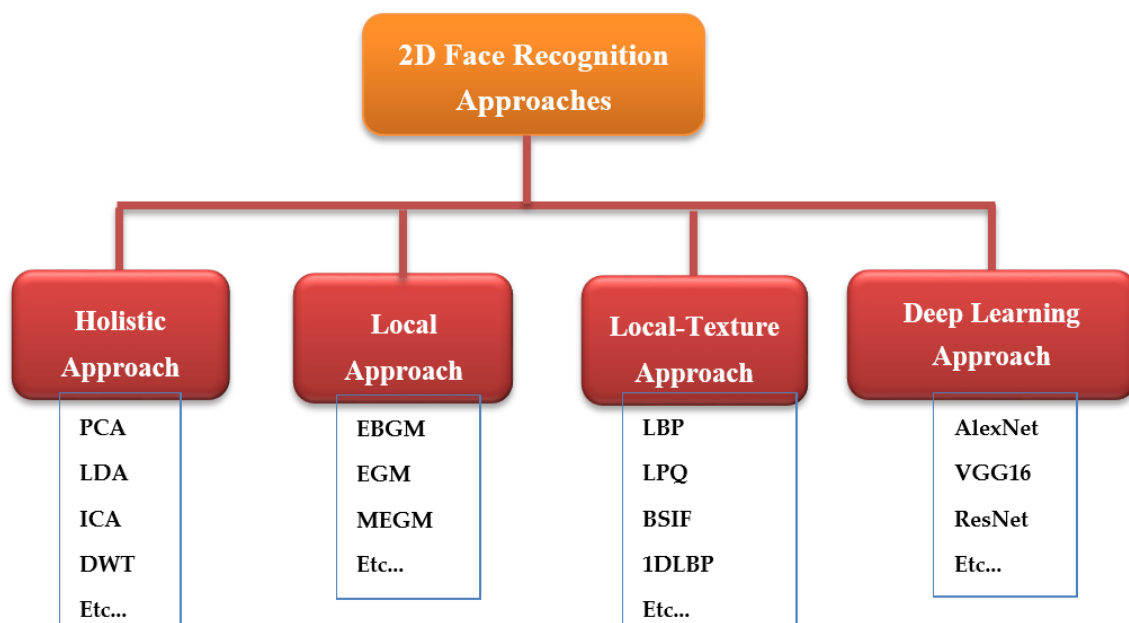 2D Face Recognition
Approaches
Holistic
Approach
PCA
LDA
ICA
DWT
Etc...
Local
Approach
EBGM
EGM
MEGM
Etc...
Local-Texture
Approach
LBP
LPQ
BSIF
1DLBP
Etc...
Deep Learning
Approach
AlexNet
VGG16
ResNet
Etc...